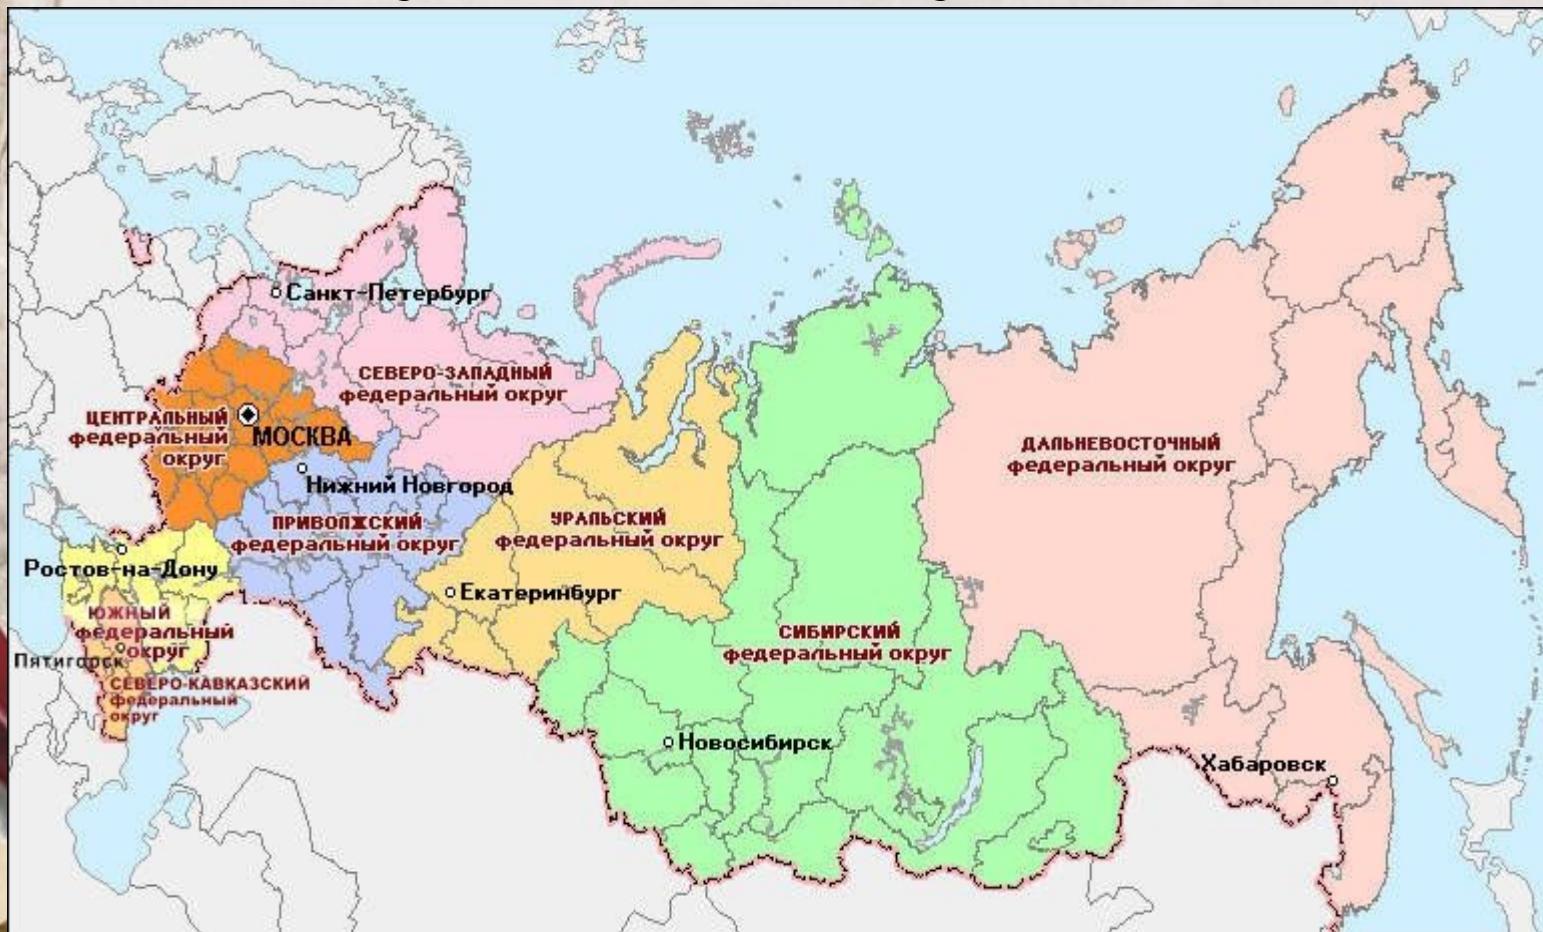 Санкт-Петербург
СЕВЕРО-ЗАПАДНЫЙ
федеральный округ
ЦЕНТРАЛЬНЫЙ
федеральный
округ
МОСКВА
ДАЛЬНЕВОСТОЧНЫЙ
федеральный округ
Нижний Новгород
ПРИВОЛЖСКИЙ
федеральный округ
УРАЛЬСКИЙ
федеральный округ
Ростов-на-Дону
Екатеринбург
ЮЖНЫЙ
федеральный
округ
СИБИРСКИЙ
федеральный округ
Пятигорск
СЕВЕРО-КАВКАЗСКИЙ
федеральный
округ
Новосибирск
Хабаровск